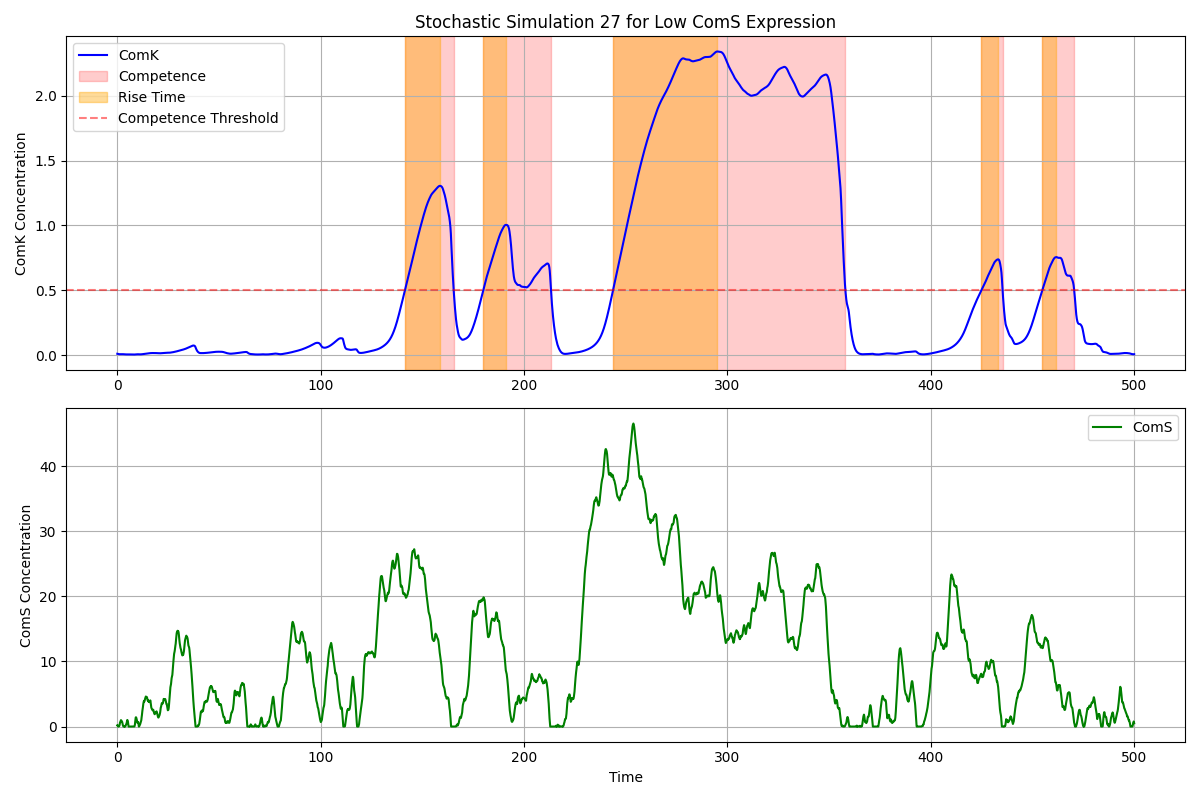 Stochastic Simulation 27 for Low ComS Expression
ComK Concentration
2.0
1.5
1.0
0.5
0.0
ComK
Competence
Rise Time
Competence Threshold
0 100 200 300 400 500
ComS Concentration
40
30
20
10
0
ComS
0 100 200 300 400 500
Time